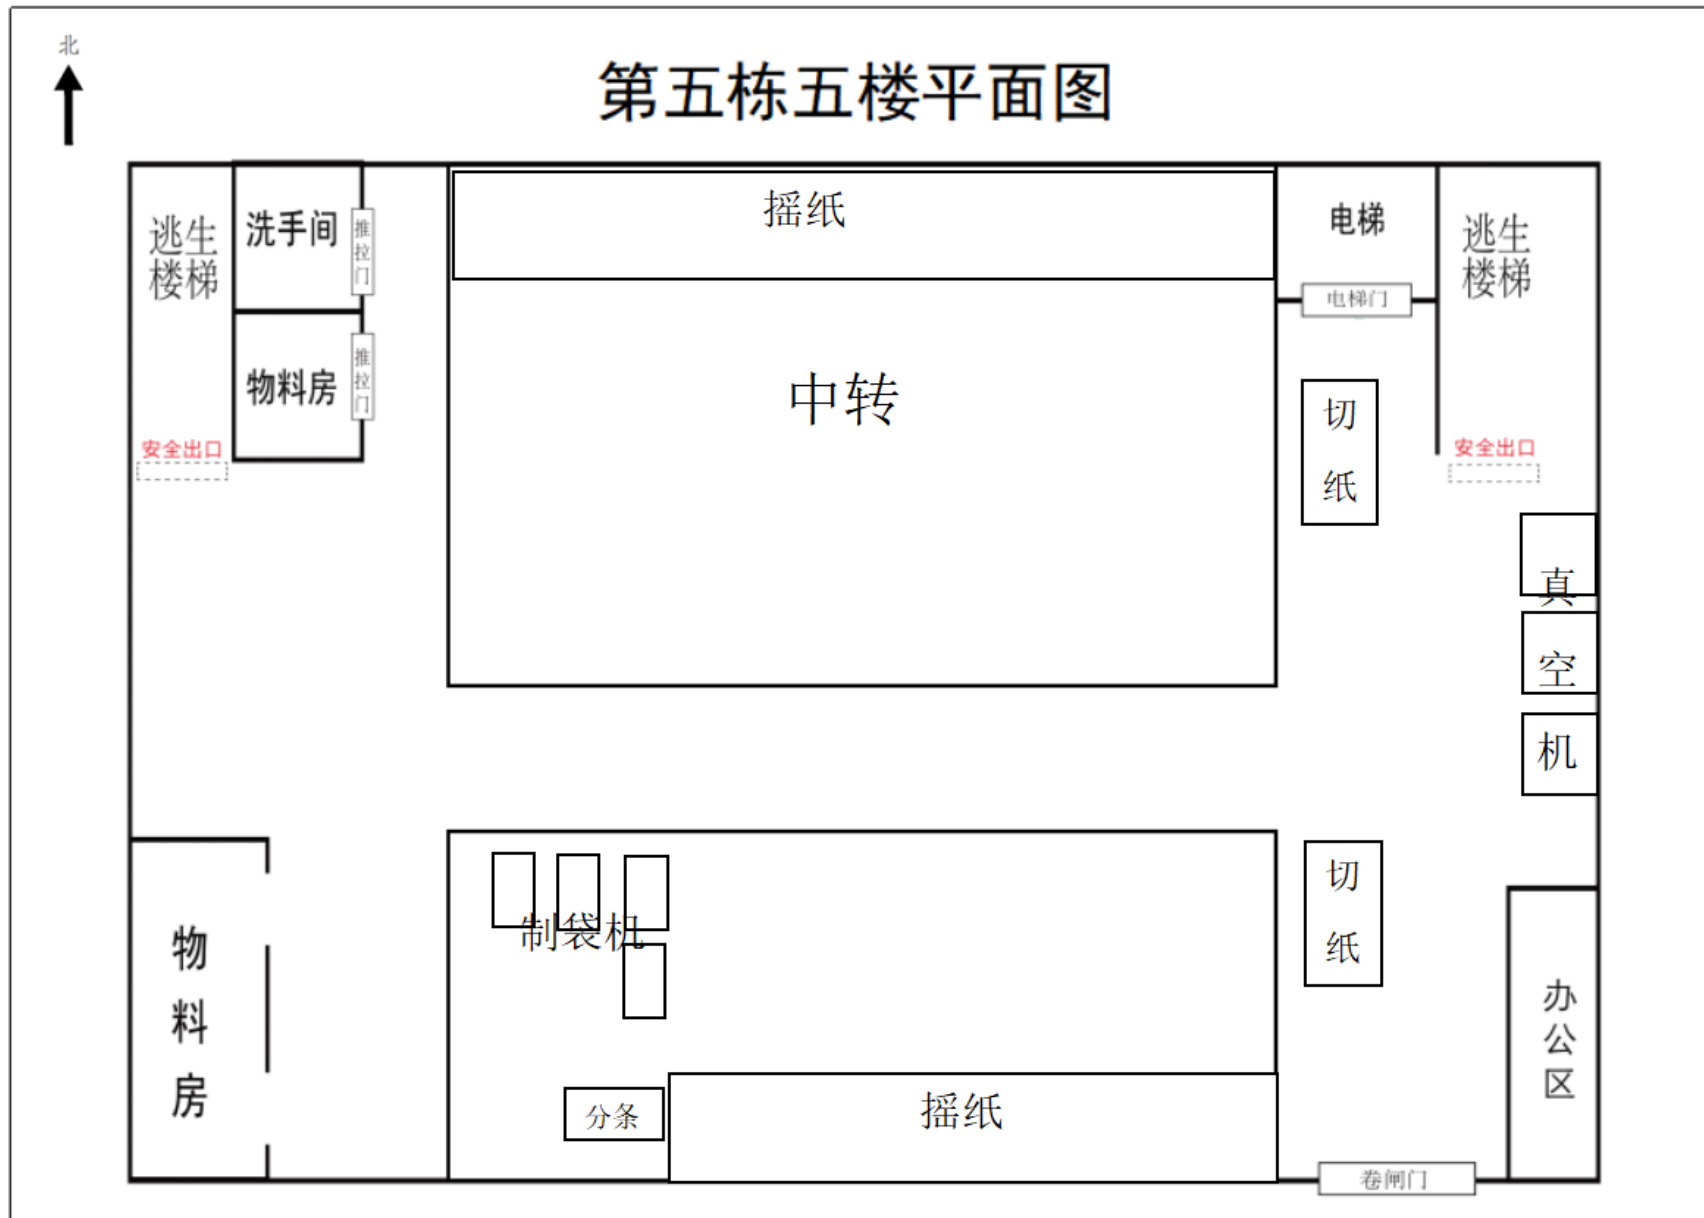 北
第五栋五楼平面图
逃生
楼梯
洗手间
推拉门
摇纸
电梯
电梯门
逃生
楼梯
物料房
推拉门
中转
切
纸
安全出口
安全出口
真
空
机
制袋机
切
纸
物
料
房
办
公
区
分条
摇纸
卷闸门